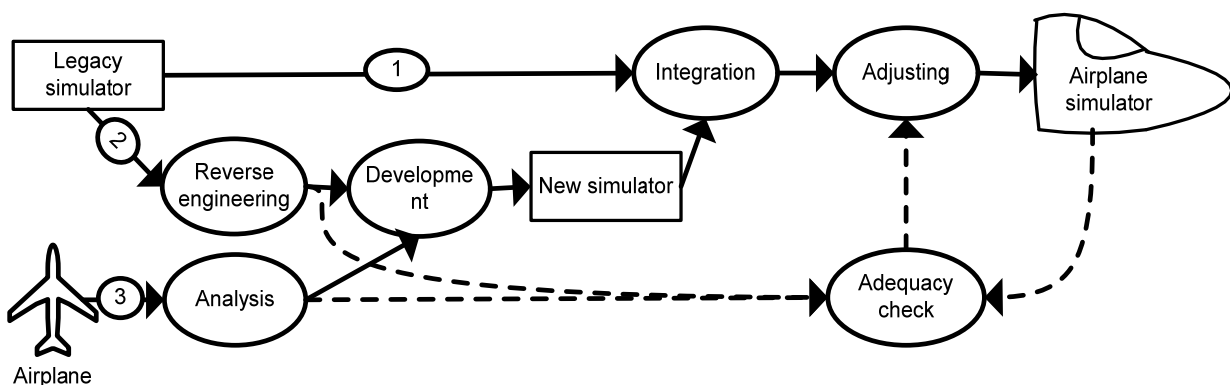 Legacy
simulator
1
Integration
Adjusting
Airplane
simulator
2
Reverse
engineering
Developme
nt
New simulator
3
Analysis
Adequacy
check
Airplane